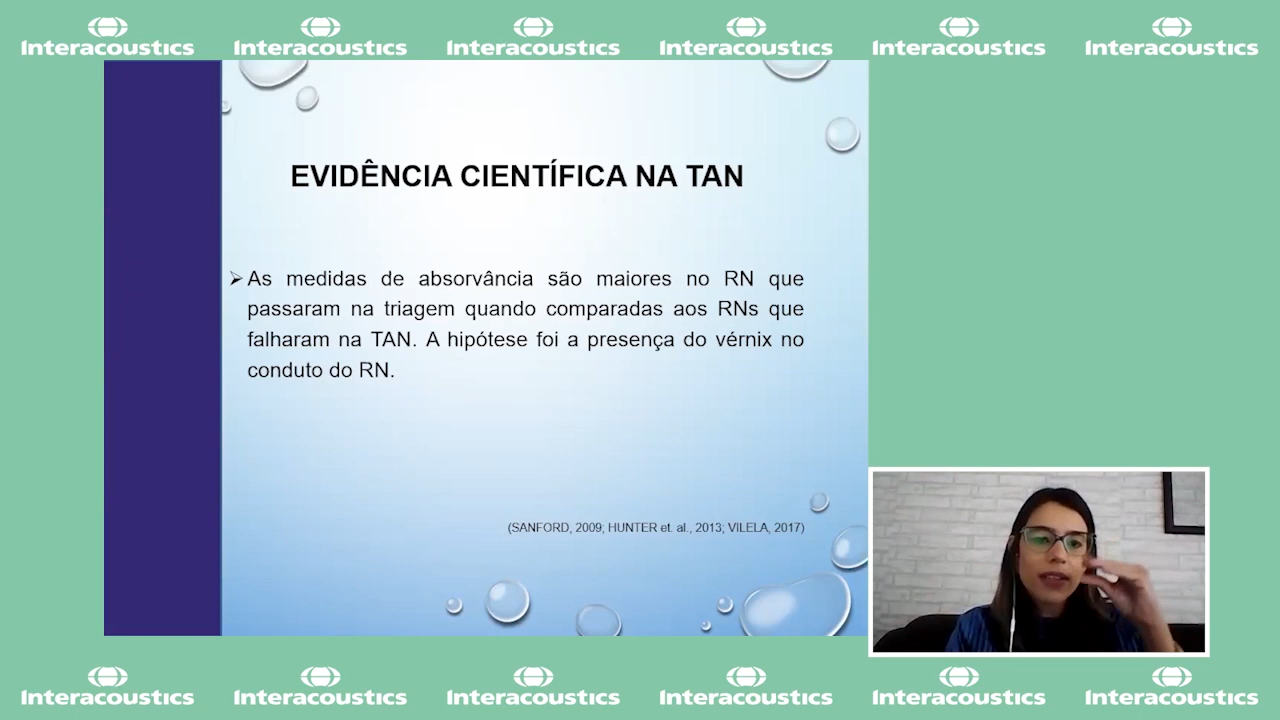 Interacoustics Interacoustics Interacoustics Interacoustics Interacoustics Interacoustics
EVIDÊNCIA CIENTÍFICA NA TAN
➢ As medidas de absorvância são maiores no RN que
passaram na triagem quando comparadas aos RNs que
falharam na TAN. A hipótese foi a presença do vérnix no
conduto do RN.
(SANFORD, 2009; HUNTER et. al., 2013; VILELA, 2017)
Interacoustics Interacoustics Interacoustics Interacoustics Interacoustics Interacoustics